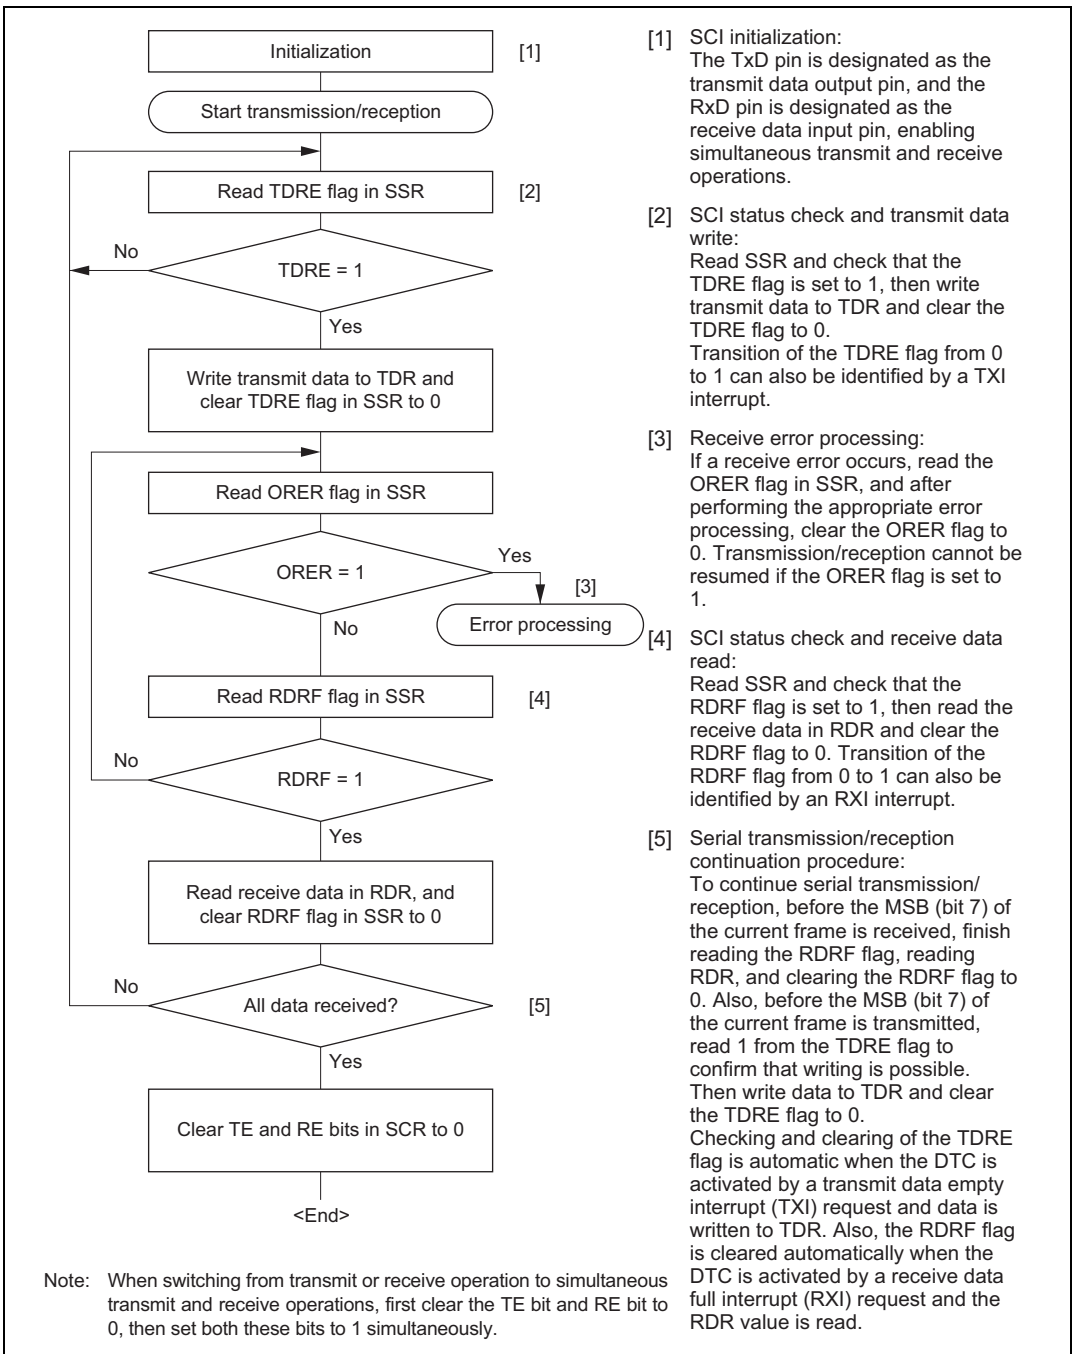 Initialization [1]
Start transmission/reception
Read TDRE flag in SSR [2]
No
TDRE = 1
Yes
Write transmit data to TDR and
clear TDRE flag in SSR to 0
Read ORER flag in SSR
Yes
ORER = 1
[3]
No
Error processing
Read RDRF flag in SSR [4]
No
RDRF = 1
Yes
Read receive data in RDR, and
clear RDRF flag in SSR to 0
No
All data received? [5]
Yes
Clear TE and RE bits in SCR to 0
<End>
[1] SCI initialization:
The TxD pin is designated as the
transmit data output pin, and the
RxD pin is designated as the
receive data input pin, enabling
simultaneous transmit and receive
operations.
[2] SCI status check and transmit data
write:
Read SSR and check that the
TDRE flag is set to 1, then write
transmit data to TDR and clear the
TDRE flag to 0.
Transition of the TDRE flag from 0
to 1 can also be identified by a TXI
interrupt.
[3] Receive error processing:
If a receive error occurs, read the
ORER flag in SSR, and after
performing the appropriate error
processing, clear the ORER flag to
0. Transmission/reception cannot be
resumed if the ORER flag is set to
1.
[4] SCI status check and receive data
read:
Read SSR and check that the
RDRF flag is set to 1, then read the
receive data in RDR and clear the
RDRF flag to 0. Transition of the
RDRF flag from 0 to 1 can also be
identified by an RXI interrupt.
[5] Serial transmission/reception
continuation procedure:
To continue serial transmission/
reception, before the MSB (bit 7) of
the current frame is received, finish
reading the RDRF flag, reading
RDR, and clearing the RDRF flag to
0. Also, before the MSB (bit 7) of
the current frame is transmitted,
read 1 from the TDRE flag to
confirm that writing is possible.
Then write data to TDR and clear
the TDRE flag to 0.
Checking and clearing of the TDRE
flag is automatic when the DTC is
activated by a transmit data empty
interrupt (TXI) request and data is
written to TDR. Also, the RDRF flag
is cleared automatically when the
DTC is activated by a receive data
full interrupt (RXI) request and the
RDR value is read.
Note: When switching from transmit or receive operation to simultaneous
transmit and receive operations, first clear the TE bit and RE bit to
0, then set both these bits to 1 simultaneously.